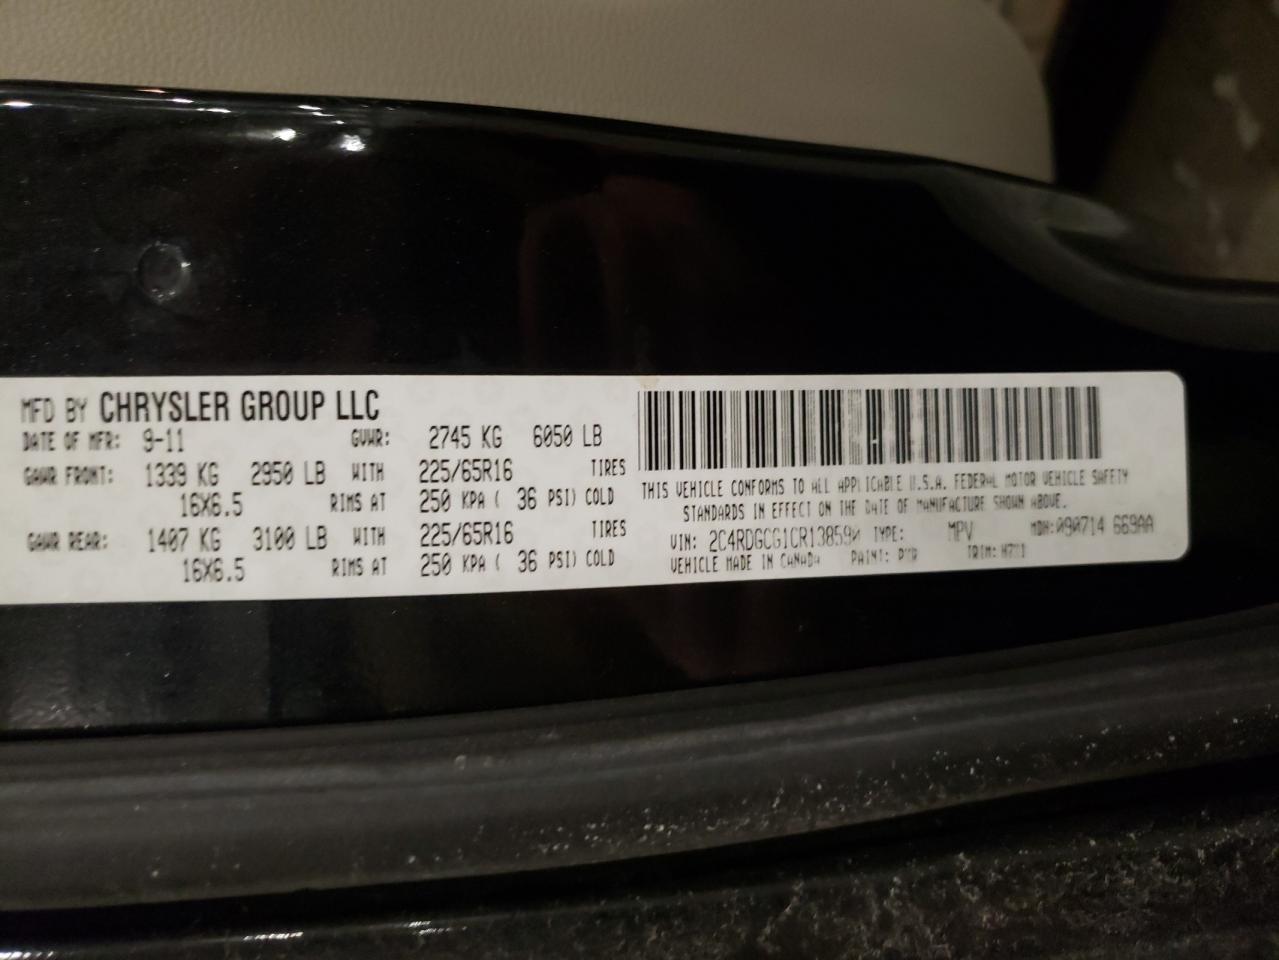 MFD BY CHRYSLER GROUP LLC
DATE OF MFR: 9-11 GVWR: 2745 KG 6050 LB
GAWR FRONT: 1339 KG 2950 LB WITH 225/65R16 TIRES
16X6.5 RIMS AT 250 KPA ( 36 PSI) COLD
GAWR REAR: 1407 KG 3100 LB WITH 225/65R16 TIRES
16X6.5 RIMS AT 250 KPA ( 36 PSI) COLD
THIS VEHICLE CONFORMS TO ALL APPLICABLE U.S.A. FEDERAL MOTOR VEHICLE SAFETY
STANDARDS IN EFFECT ON THE DATE OF MANUFACTURE SHOWN ABOVE.
VIN: 2C4RDGCG1CR138590 TYPE: MPV MDH:090714 669AA
VEHICLE MADE IN CANADA PAINT: TRIM: